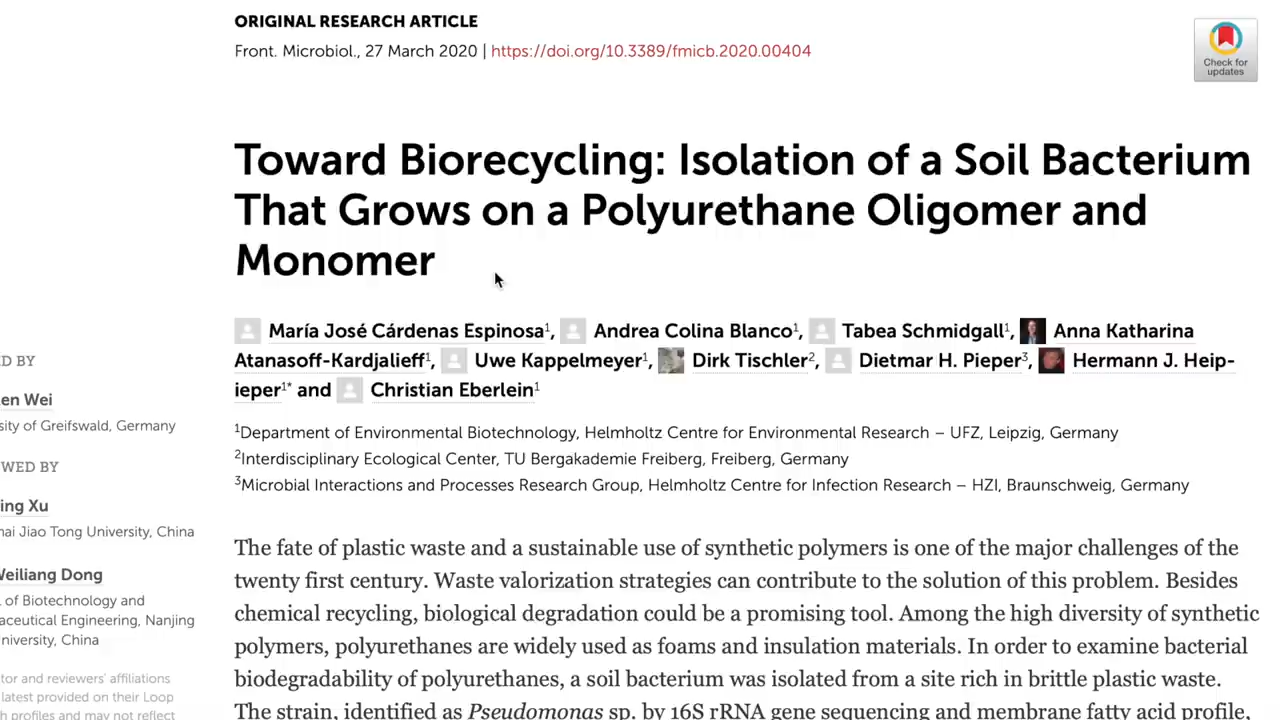 ORIGINAL RESEARCH ARTICLE
Front. Microbiol., 27 March 2020 | https://doi.org/10.3389/fmicb.2020.00404
Check for
updates
Toward Biorecycling: Isolation of a Soil Bacterium
That Grows on a Polyurethane Oligomer and
Monomer
María José Cárdenas Espinosa1, Andrea Colina Blanco1, Tabea Schmidgall1, Anna Katharina
Atanasoff-Kardjalieff1, Uwe Kappelmeyer1, Dirk Tischler2, Dietmar H. Pieper3, Hermann J. Heip-
ieper1* and Christian Eberlein1
1Department of Environmental Biotechnology, Helmholtz Centre for Environmental Research – UFZ, Leipzig, Germany
2Interdisciplinary Ecological Center, TU Bergakademie Freiberg, Freiberg, Germany
3Microbial Interactions and Processes Research Group, Helmholtz Centre for Infection Research – HZI, Braunschweig, Germany
The fate of plastic waste and a sustainable use of synthetic polymers is one of the major challenges of the
twenty first century. Waste valorization strategies can contribute to the solution of this problem. Besides
chemical recycling, biological degradation could be a promising tool. Among the high diversity of synthetic
polymers, polyurethanes are widely used as foams and insulation materials. In order to examine bacterial
biodegradability of polyurethanes, a soil bacterium was isolated from a site rich in brittle plastic waste.
The strain, identified as Pseudomonas sp. by 16S rRNA gene sequencing and membrane fatty acid profile,
D BY
en Wei
sity of Greifswald, Germany
WED BY
ing Xu
hai Jiao Tong University, China
Weiliang Dong
of Biotechnology and
aceutical Engineering, Nanjing
niversity, China
tor and reviewers' affiliations
latest provided on their Loop
h profiles and may not reflect